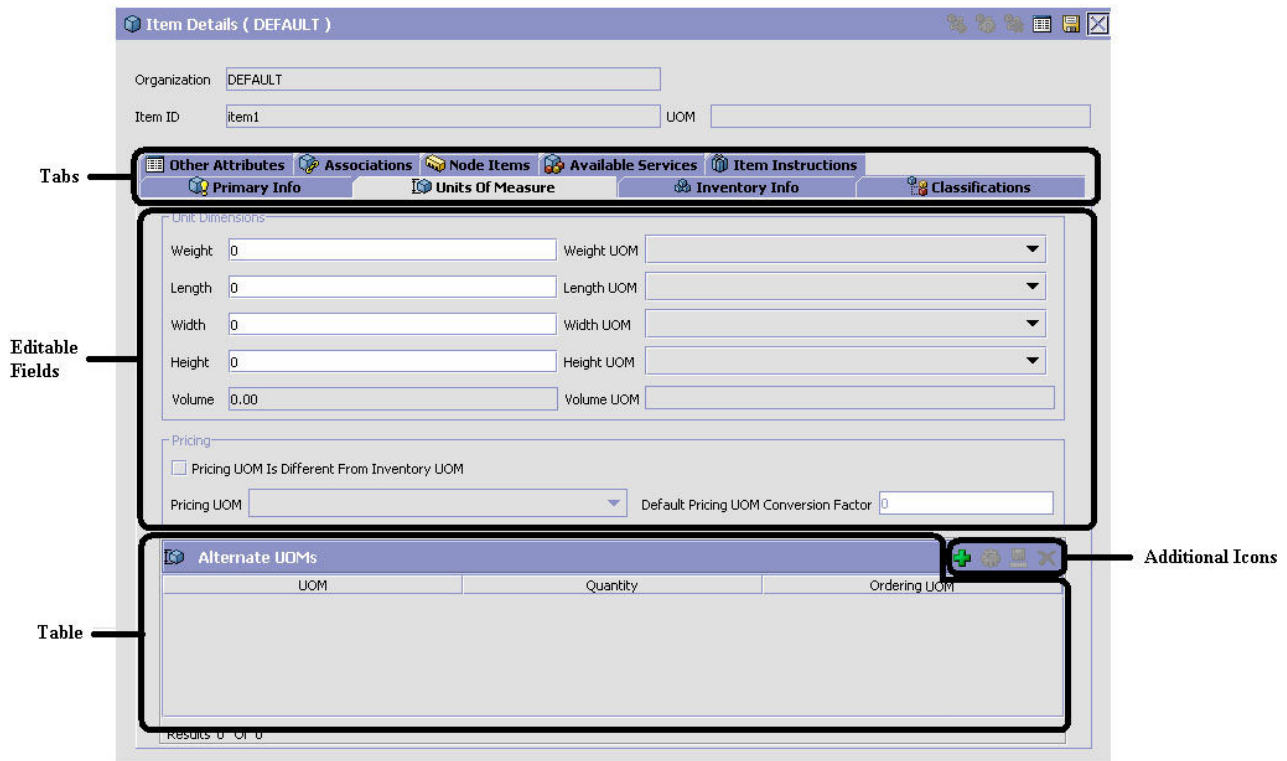 Item Details ( DEFAULT )
Organization DEFAULT
Item ID item1 UOM
Tabs
Other Attributes Associations Node Items Available Services Item Instructions
Primary Info Units Of Measure Inventory Info Classifications
Editable Fields
Unit Dimensions
Weight 0 Weight UOM
Length 0 Length UOM
Width 0 Width UOM
Height 0 Height UOM
Volume 0.00 Volume UOM
Pricing
Pricing UOM Is Different From Inventory UOM
Pricing UOM Default Pricing UOM Conversion Factor 0
Alternate UOMs
Additional Icons
UOM Quantity Ordering UOM
Table
Results 0 Of 0